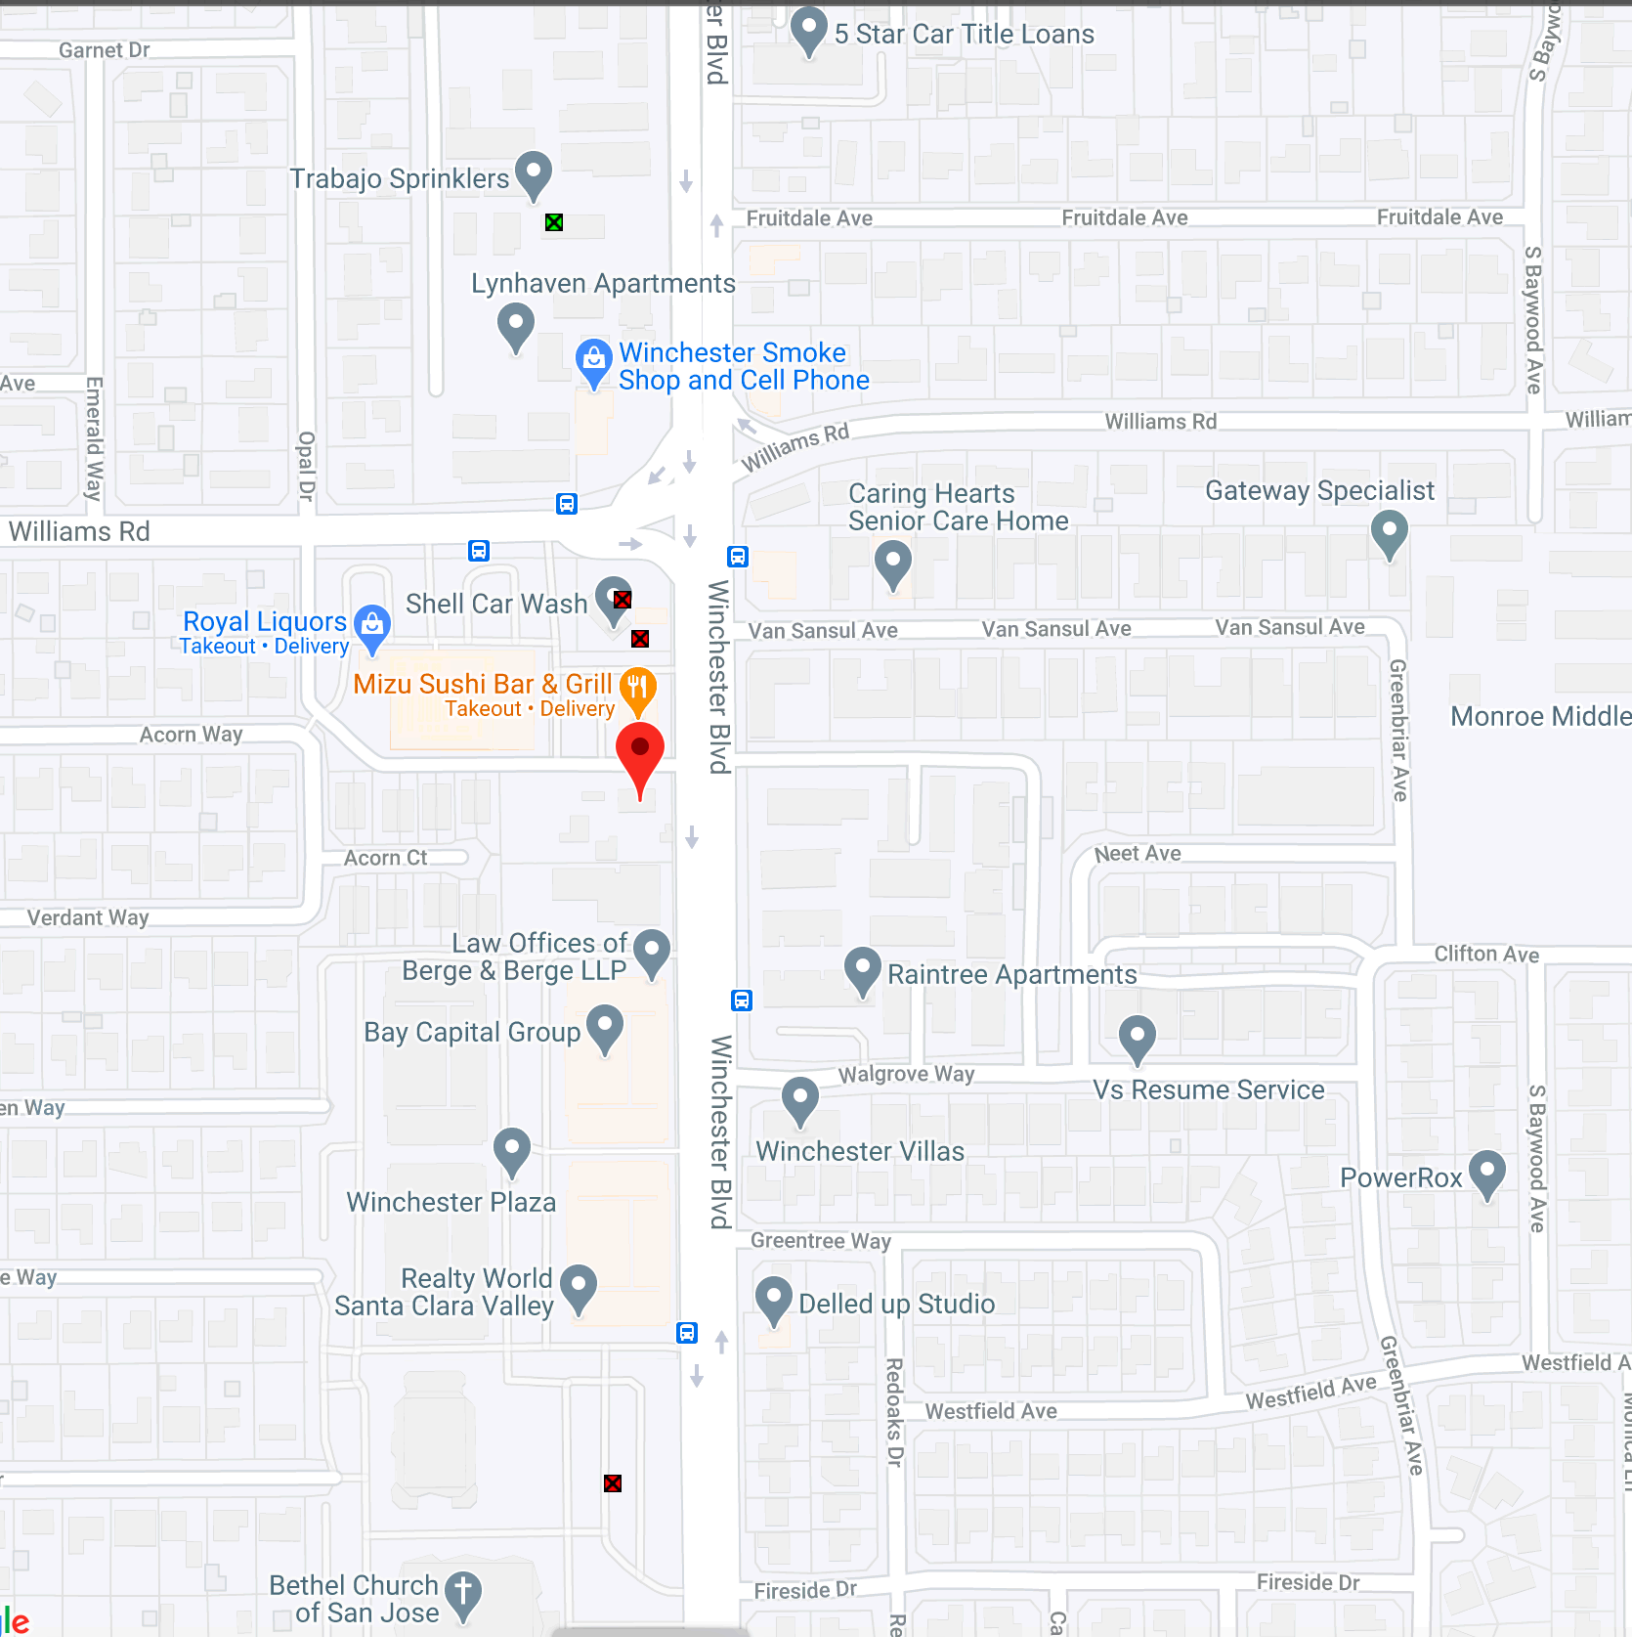 er Blvd
5 Star Car Title Loans
Garnet Dr
S Baywo
Trabajo Sprinklers
Fruitdale Ave
Fruitdale Ave
Fruitdale Ave
Lynhaven Apartments
S Baywood Ave
Winchester Smoke
Shop and Cell Phone
Ave
Emerald Way
Opal Dr
Williams Rd
Williams Rd
William
Caring Hearts
Senior Care Home
Gateway Specialist
Williams Rd
Shell Car Wash
Royal Liquors
Takeout • Delivery
Winchester Blvd
Van Sansul Ave
Van Sansul Ave
Van Sansul Ave
Greenbriar Ave
Mizu Sushi Bar & Grill
Takeout • Delivery
Monroe Middle
Acorn Way
Acorn Ct
Neet Ave
Verdant Way
Law Offices of
Berge & Berge LLP
Clifton Ave
Raintree Apartments
Bay Capital Group
Winchester Blvd
Walgrove Way
Vs Resume Service
en Way
Winchester Villas
S Baywood Ave
PowerRox
Winchester Plaza
Greentree Way
e Way
Realty World
Santa Clara Valley
Delled up Studio
Redoaks Dr
Greenbriar Ave
Westfield A
Westfield Ave
Westfield Ave
Monica Ln
Bethel Church
of San Jose
Fireside Dr
Fireside Dr
Re
Ca
le